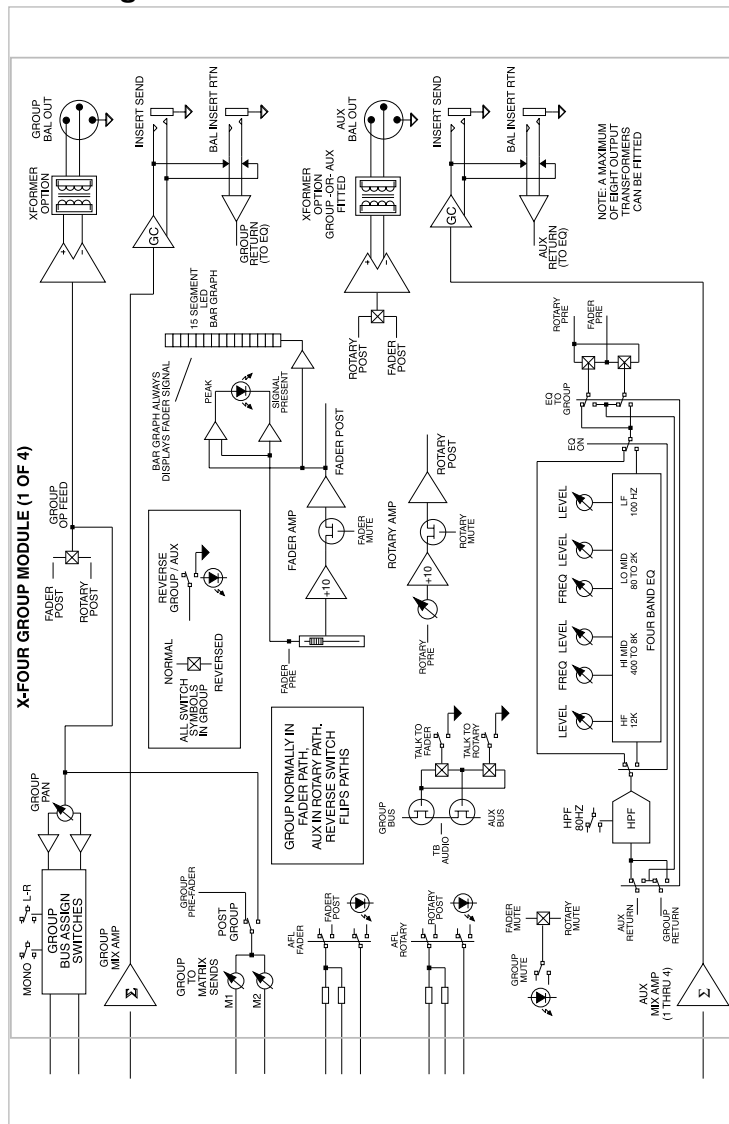 X-FOUR GROUP MODULE (1 OF 4)
MONO
L-R
GROUP
BUS ASSIGN
SWITCHES
GROUP
PAN
FADER
POST
ROTARY
POST
GROUP
OP FEED
+
−
XFORMER
OPTION
GROUP
BAL OUT
GROUP
MIX AMP
Σ
GC
INSERT SEND
BAL INSERT RTN
GROUP
RETURN
(TO EQ)
GROUP
TO
MATRIX
SENDS
M1
M2
POST
GROUP
GROUP
PRE-FADER
NORMAL
REVERSED
ALL SWITCH
SYMBOLS
IN GROUP
REVERSE
GROUP / AUX
BAR GRAPH ALWAYS
DISPLAYS FADER SIGNAL
15 SEGMENT
LED
BAR GRAPH
PEAK
SIGNAL
PRESENT
FADER
PRE
+10
FADER AMP
FADER
MUTE
FADER POST
GROUP NORMALLY IN
FADER PATH,
AUX IN ROTARY PATH.
REVERSE SWITCH
FLIPS PATHS
AFL
FADER
FADER
POST
AFL
ROTARY
ROTARY
POST
ROTARY
PRE
+10
ROTARY AMP
ROTARY
MUTE
ROTARY
POST
ROTARY
POST
FADER
POST
+
−
XFORMER
OPTION
GROUP -OR- AUX
FITTED
AUX
BAL OUT
GROUP
BUS
TB
AUDIO
AUX
BUS
TALK TO
FADER
TALK TO
ROTARY
GC
INSERT SEND
BAL INSERT RTN
AUX
RETURN
(TO EQ)
NOTE: A MAXIMUM
OF EIGHT OUTPUT
TRANSFORMERS
CAN BE
FITTED
GROUP
MUTE
FADER
MUTE
ROTARY
MUTE
AUX
RETURN
GROUP
RETURN
HPF
80HZ
HPF
LEVEL
FREQ
LEVEL
FREQ
LEVEL
LEVEL
HF
12K
HI MID
400 TO 8K
LO MID
80 TO 2K
LF
100 HZ
FOUR BAND EQ
EQ
ON
EQ
TO
GROUP
ROTARY
PRE
FADER
PRE
AUX
MIX AMP
(1 THRU 4)
Σ